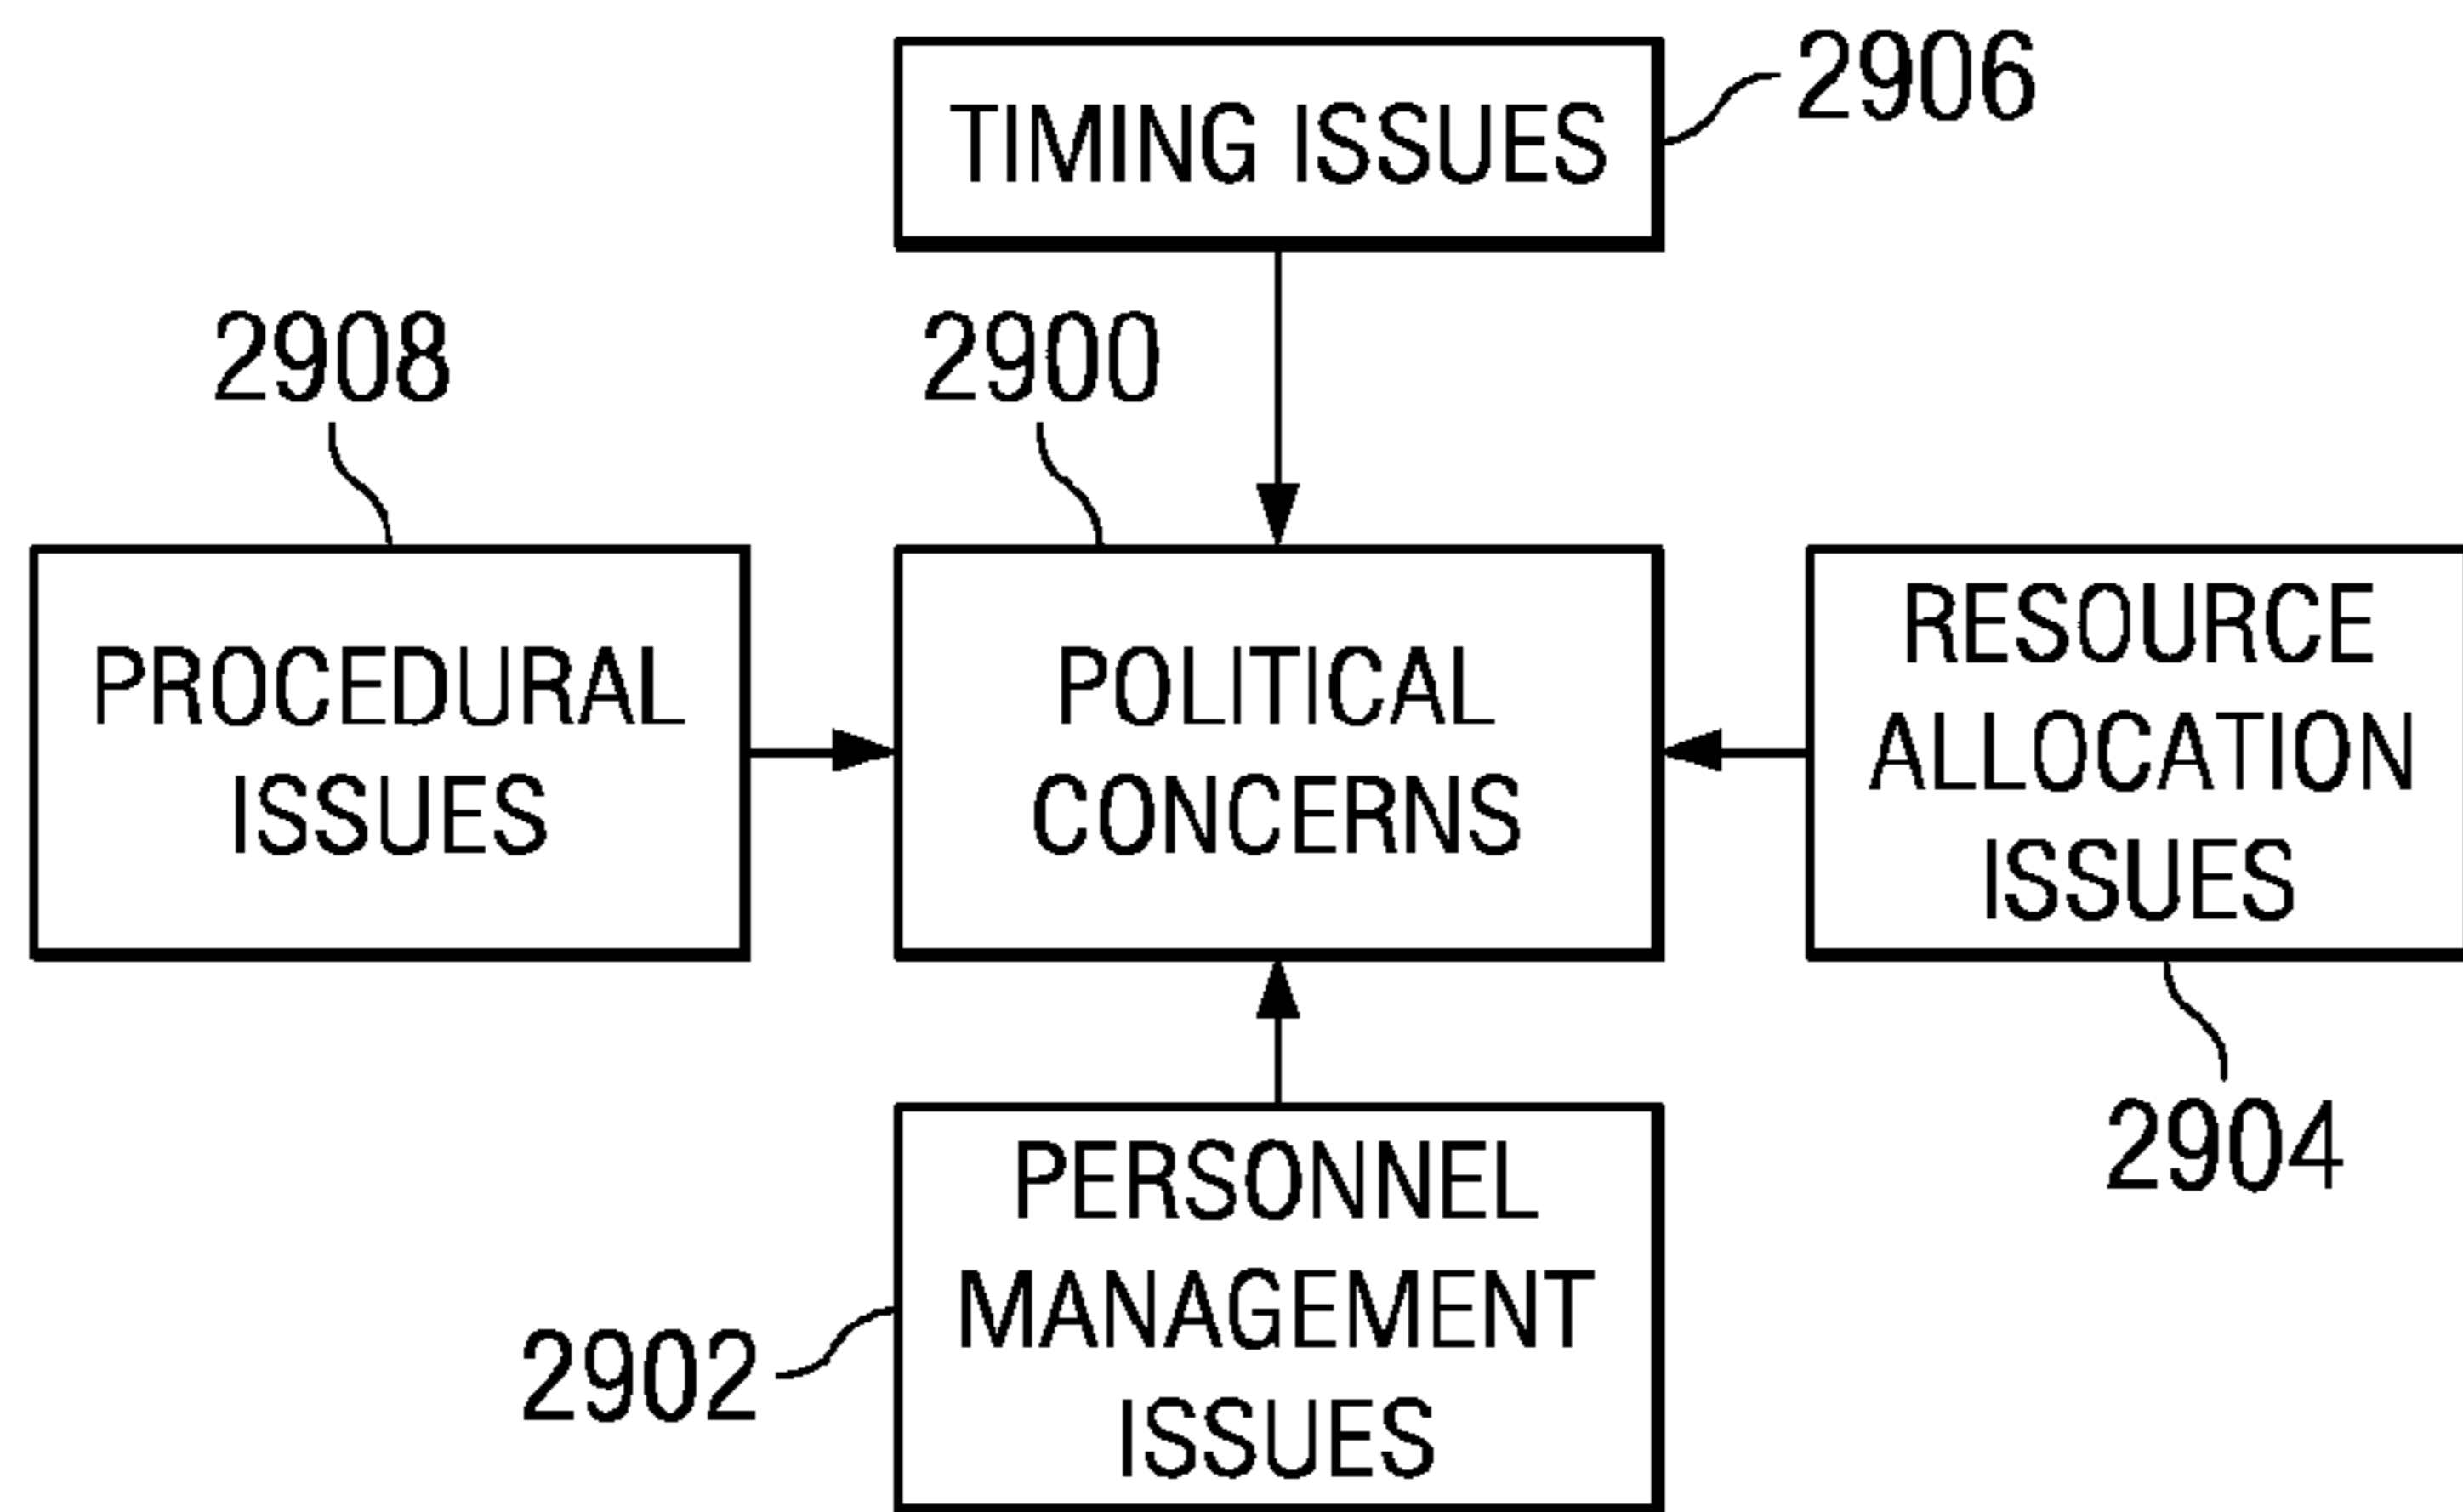 TIMING ISSUES
2906
2908
2900
PROCEDURAL
ISSUES
POLITICAL
CONCERNS
RESOURCE
ALLOCATION
ISSUES
2904
PERSONNEL
MANAGEMENT
ISSUES
2902